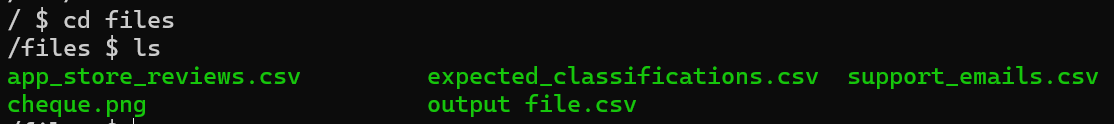 / $ cd files
/files $ ls
app_store_reviews.csv expected_classifications.csv support_emails.csv
cheque.png output file.csv